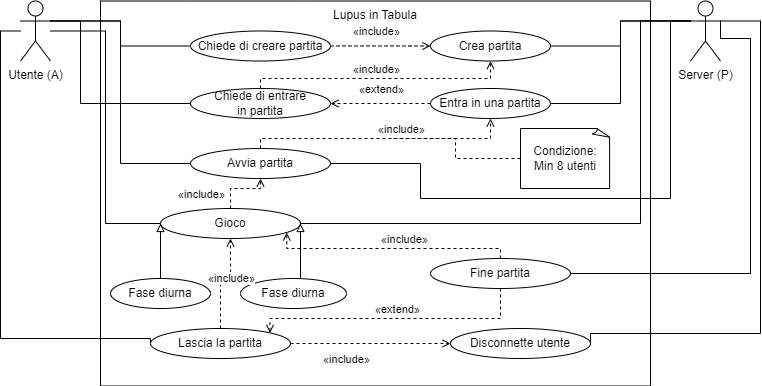 Lupus in Tabula
«include»
Chiede di creare partita
Crea partita
Utente (A)
Server (P)
«include»
Chiede di entrare
in partita
«extend»
Entra in una partita
«include»
Condizione:
Min 8 utenti
Avvia partita
«include»
Gioco
«include»
Fine partita
«include»
Fase diurna
Fase diurna
«extend»
Lascia la partita
Disconnette utente
«include»